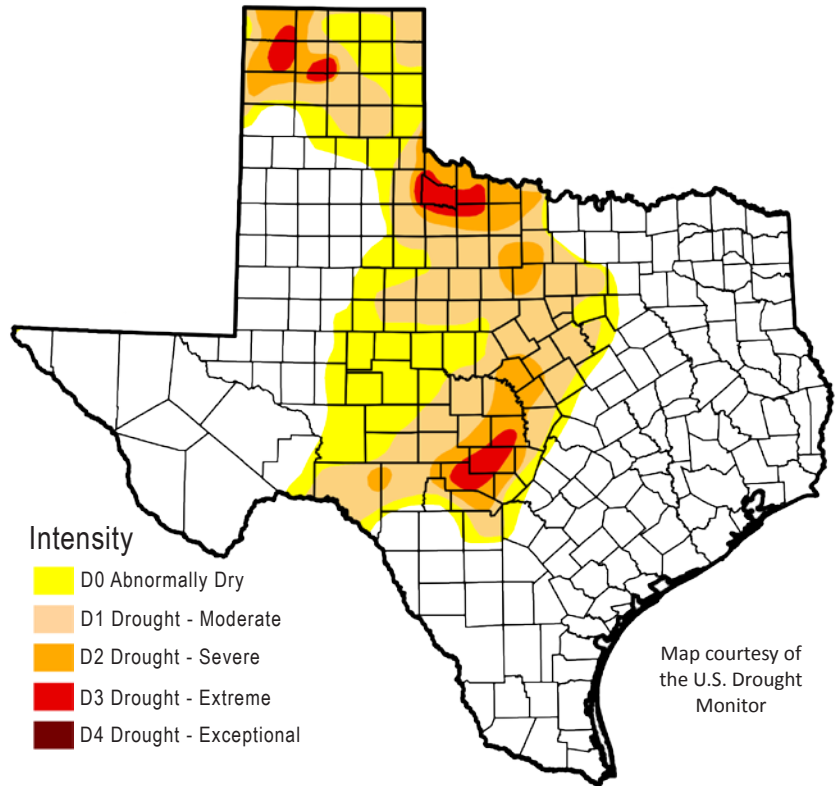 Intensity
D0 Abnormally Dry
D1 Drought - Moderate
D2 Drought - Severe
D3 Drought - Extreme
D4 Drought - Exceptional
Map courtesy of
the U.S. Drought
Monitor